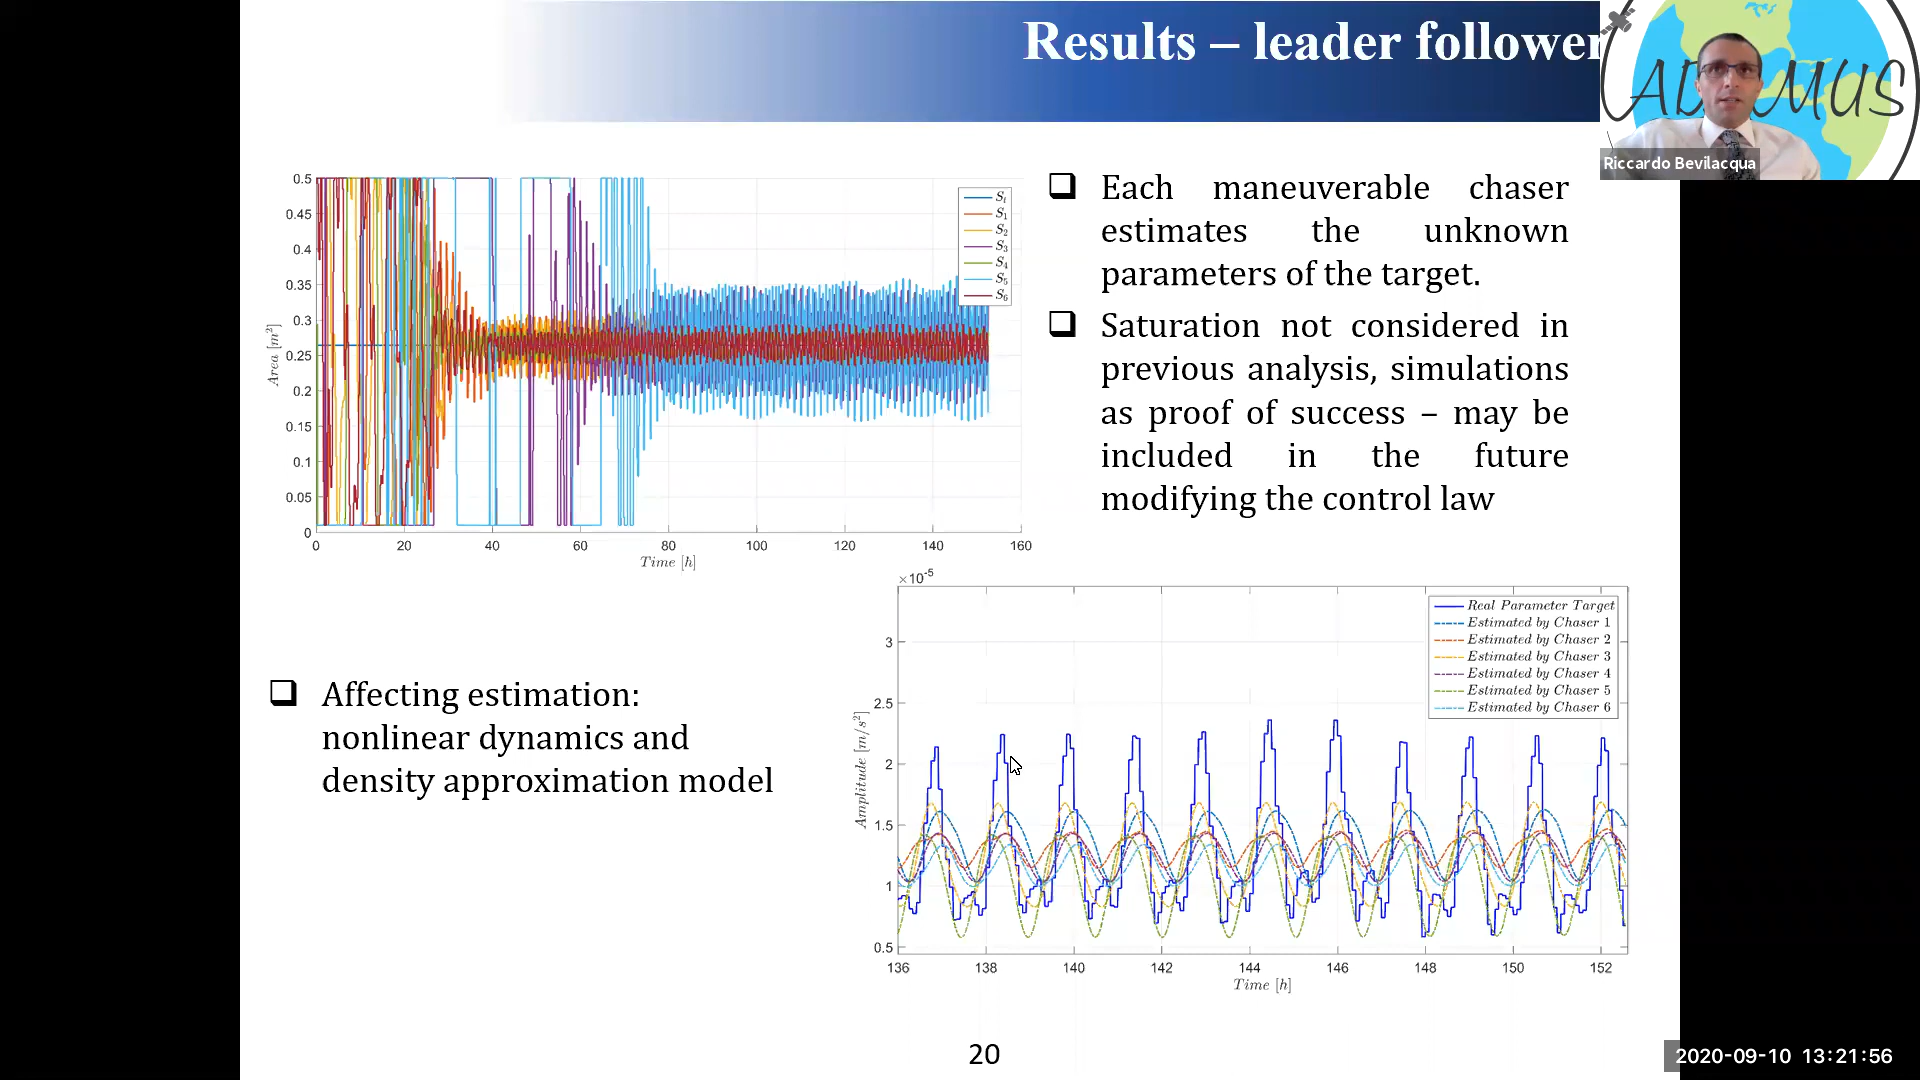 Results – leader follower
ADAMUS
Riccardo Bevilacqua
0.5
0.45
0.4
0.35
0.3
0.25
0.2
0.15
0.1
0.05
0
Area [m²]
0 20 40 60 80 100 120 140 160
Time [h]
S₁
S₂
S₃
S₄
S₅
S₆
❑ Each maneuverable chaser
estimates the unknown
parameters of the target.
❑ Saturation not considered in
previous analysis, simulations
as proof of success – may be
included in the future
modifying the control law
❑ Affecting estimation:
nonlinear dynamics and
density approximation model
×10⁻⁵
3
2.5
2
1.5
1
0.5
Amplitude [m/s²]
136 138 140 142 144 146 148 150 152
Time [h]
Real Parameter Target
Estimated by Chaser 1
Estimated by Chaser 2
Estimated by Chaser 3
Estimated by Chaser 4
Estimated by Chaser 5
Estimated by Chaser 6
20
2020-09-10 13:21:56